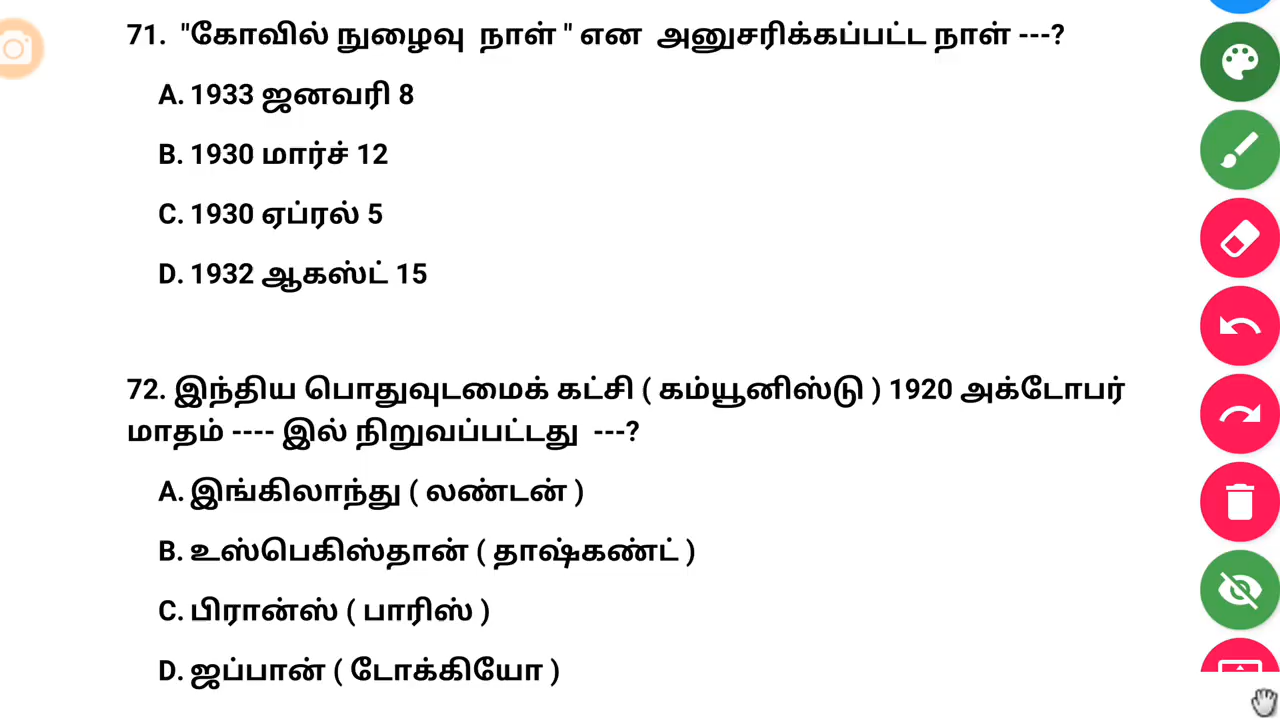 71. "கோவில் நுழைவு நாள் " என அனுசரிக்கப்பட்ட நாள் ---?
A. 1933 ஜனவரி 8
B. 1930 மார்ச் 12
C. 1930 ஏப்ரல் 5
D. 1932 ஆகஸ்ட் 15
72. இந்திய பொதுவுடமைக் கட்சி ( கம்யூனிஸ்டு ) 1920 அக்டோபர்
மாதம் ---- இல் நிறுவப்பட்டது ---?
A. இங்கிலாந்து ( லண்டன் )
B. உஸ்பெகிஸ்தான் ( தாஷ்கண்ட் )
C. பிரான்ஸ் ( பாரிஸ் )
D. ஜப்பான் ( டோக்கியோ )